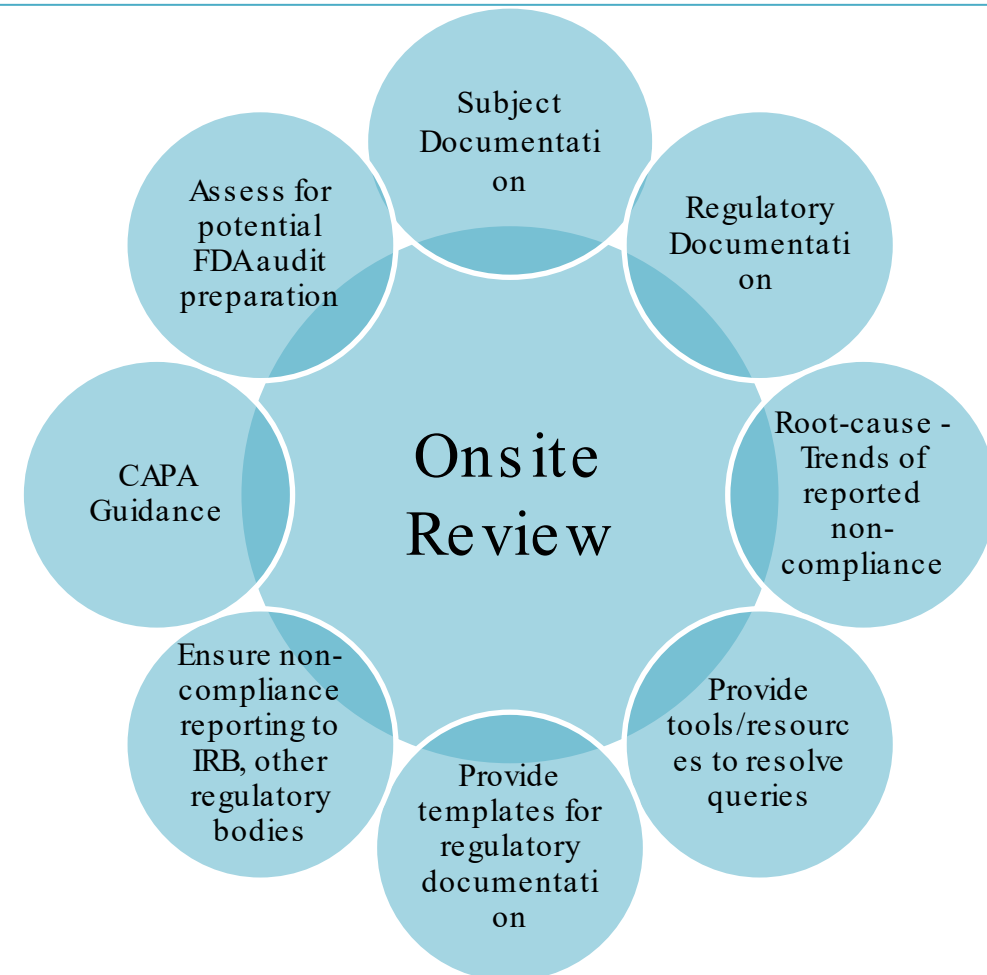 Subject
Documentati
on
Regulatory
Documentati
on
Root-cause -
Trends of
reported
non-
compliance
Provide
tools/resourc
es to resolve
queries
Provide
templates for
regulatory
documentati
on
Ensure non-
compliance
reporting to
IRB, other
regulatory
bodies
CAPA
Guidance
Assess for
potential
FDA audit
preparation
Onsite
Review